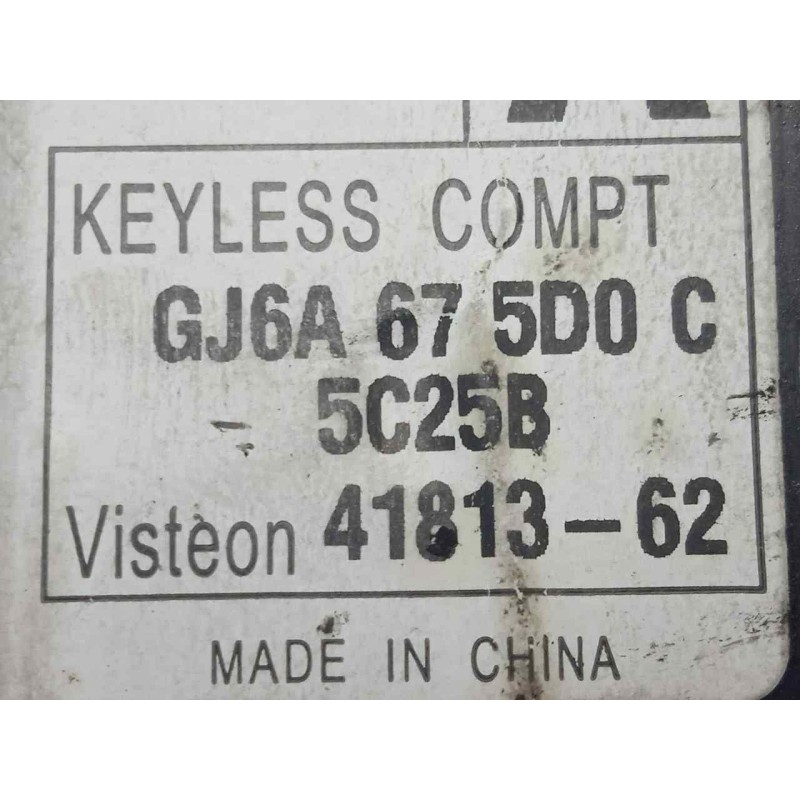 KEYLESS COMPT
GJ6A 67 5D0 C
5C25B
Visteon 41813-62
MADE IN CHINA